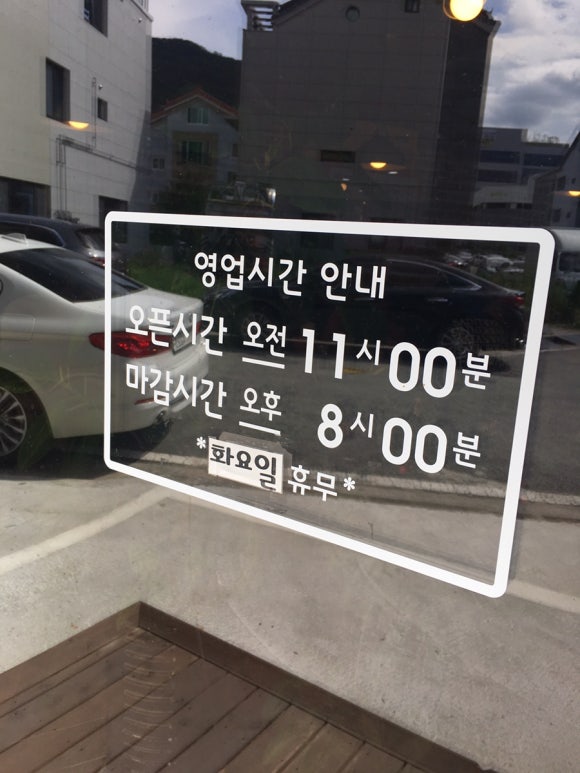 영업시간 안내
오픈시간 오전 11시 00분
마감시간 오후 8시 00분
*화요일 휴무*